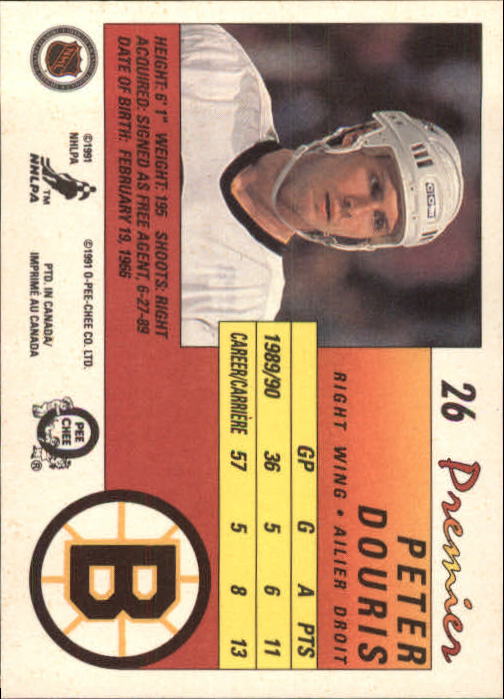 26 Premier
PETER
DOURIS
RIGHT WING • AILIER DROIT
GP G A PTS
1989/90 36 5 6 11
CAREER/CARRIÈRE 57 5 8 13
HEIGHT: 6' 1" WEIGHT: 195 SHOOTS: RIGHT
ACQUIRED: SIGNED AS FREE AGENT, 6-27-89
DATE OF BIRTH: FEBRUARY 19, 1966
NHL
©1991
NHLPA
NHLPA™
©1991 O-PEE-CHEE CO. LTD.
PTD. IN CANADA/
IMPRIMÉ AU CANADA
O
PEE
CHEE
®
B